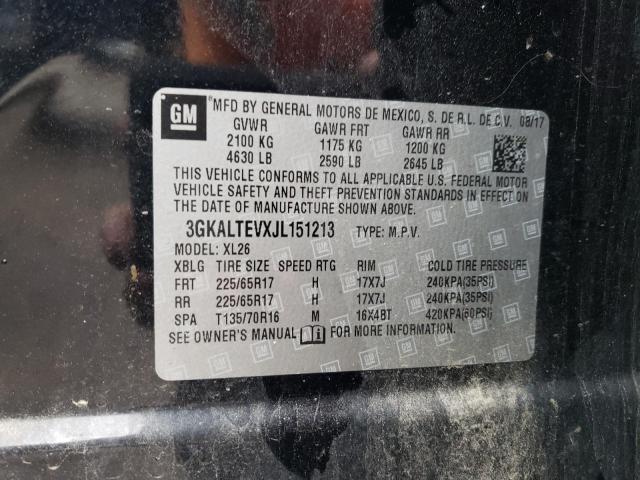 GM
MFD BY GENERAL MOTORS DE MEXICO, S. DE R.L. DE C.V. 08/17
GVWR GAWR FRT GAWR RR
2100 KG 1175 KG 1200 KG
4630 LB 2590 LB 2645 LB
THIS VEHICLE CONFORMS TO ALL APPLICABLE U.S. FEDERAL MOTOR
VEHICLE SAFETY AND THEFT PREVENTION STANDARDS IN EFFECT ON
THE DATE OF MANUFACTURE SHOWN ABOVE.
3GKALTEVXJL151213 TYPE: M.P.V.
MODEL: XL26
XBLG TIRE SIZE SPEED RTG RIM COLD TIRE PRESSURE
FRT 225/65R17 H 17X7J 240KPA(35PSI)
RR 225/65R17 H 17X7J 240KPA(35PSI)
SPA T135/70R16 M 16X4BT 420KPA(60PSI)
SEE OWNER'S MANUAL FOR MORE INFORMATION.